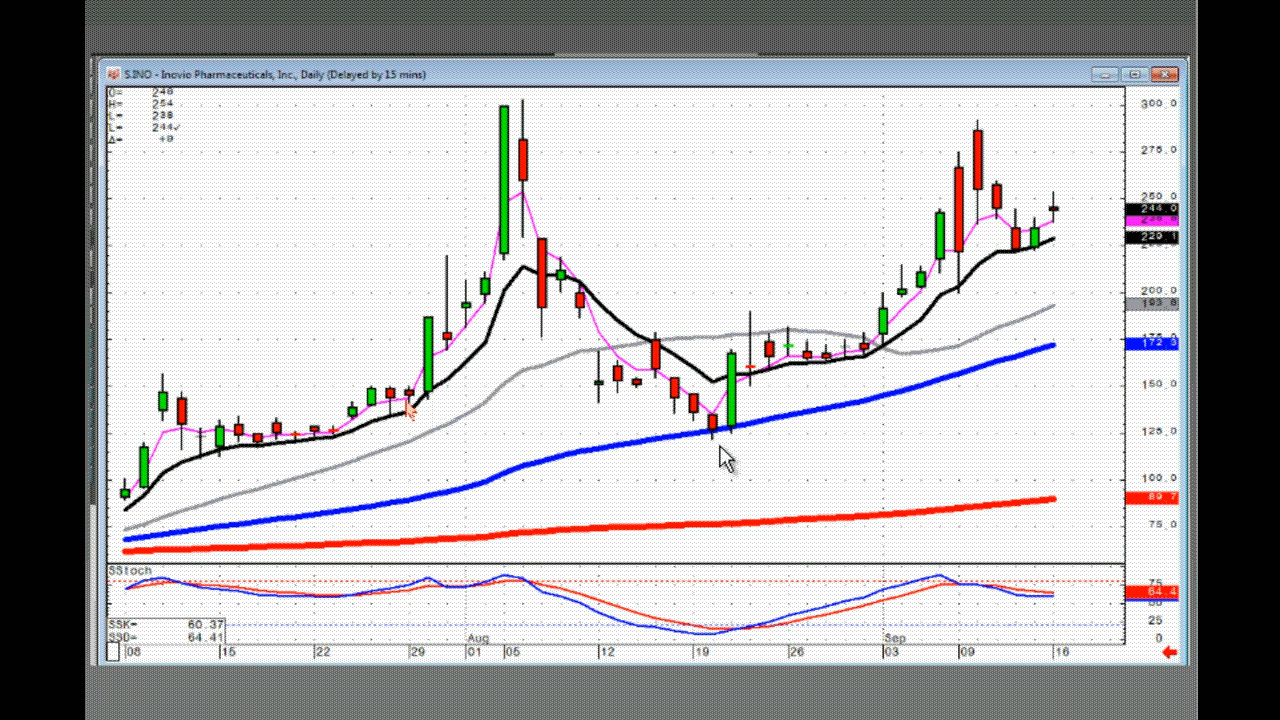 S.INO - Inovio Pharmaceuticals, Inc., Daily (Delayed by 15 mins)
O= 248
H= 254
L= 238
L= 244✓
Δ= +9
300.0
275.0
250.0
244.0
229.1
200.0
193.8
172.3
150.0
125.0
100.0
89.7
75.0
SStoch
75
64.4
50
25
0
SSK= 60.37
SSD= 64.41
Aug
Sep
08 15 22 29 01 05 12 19 26 03 09 16